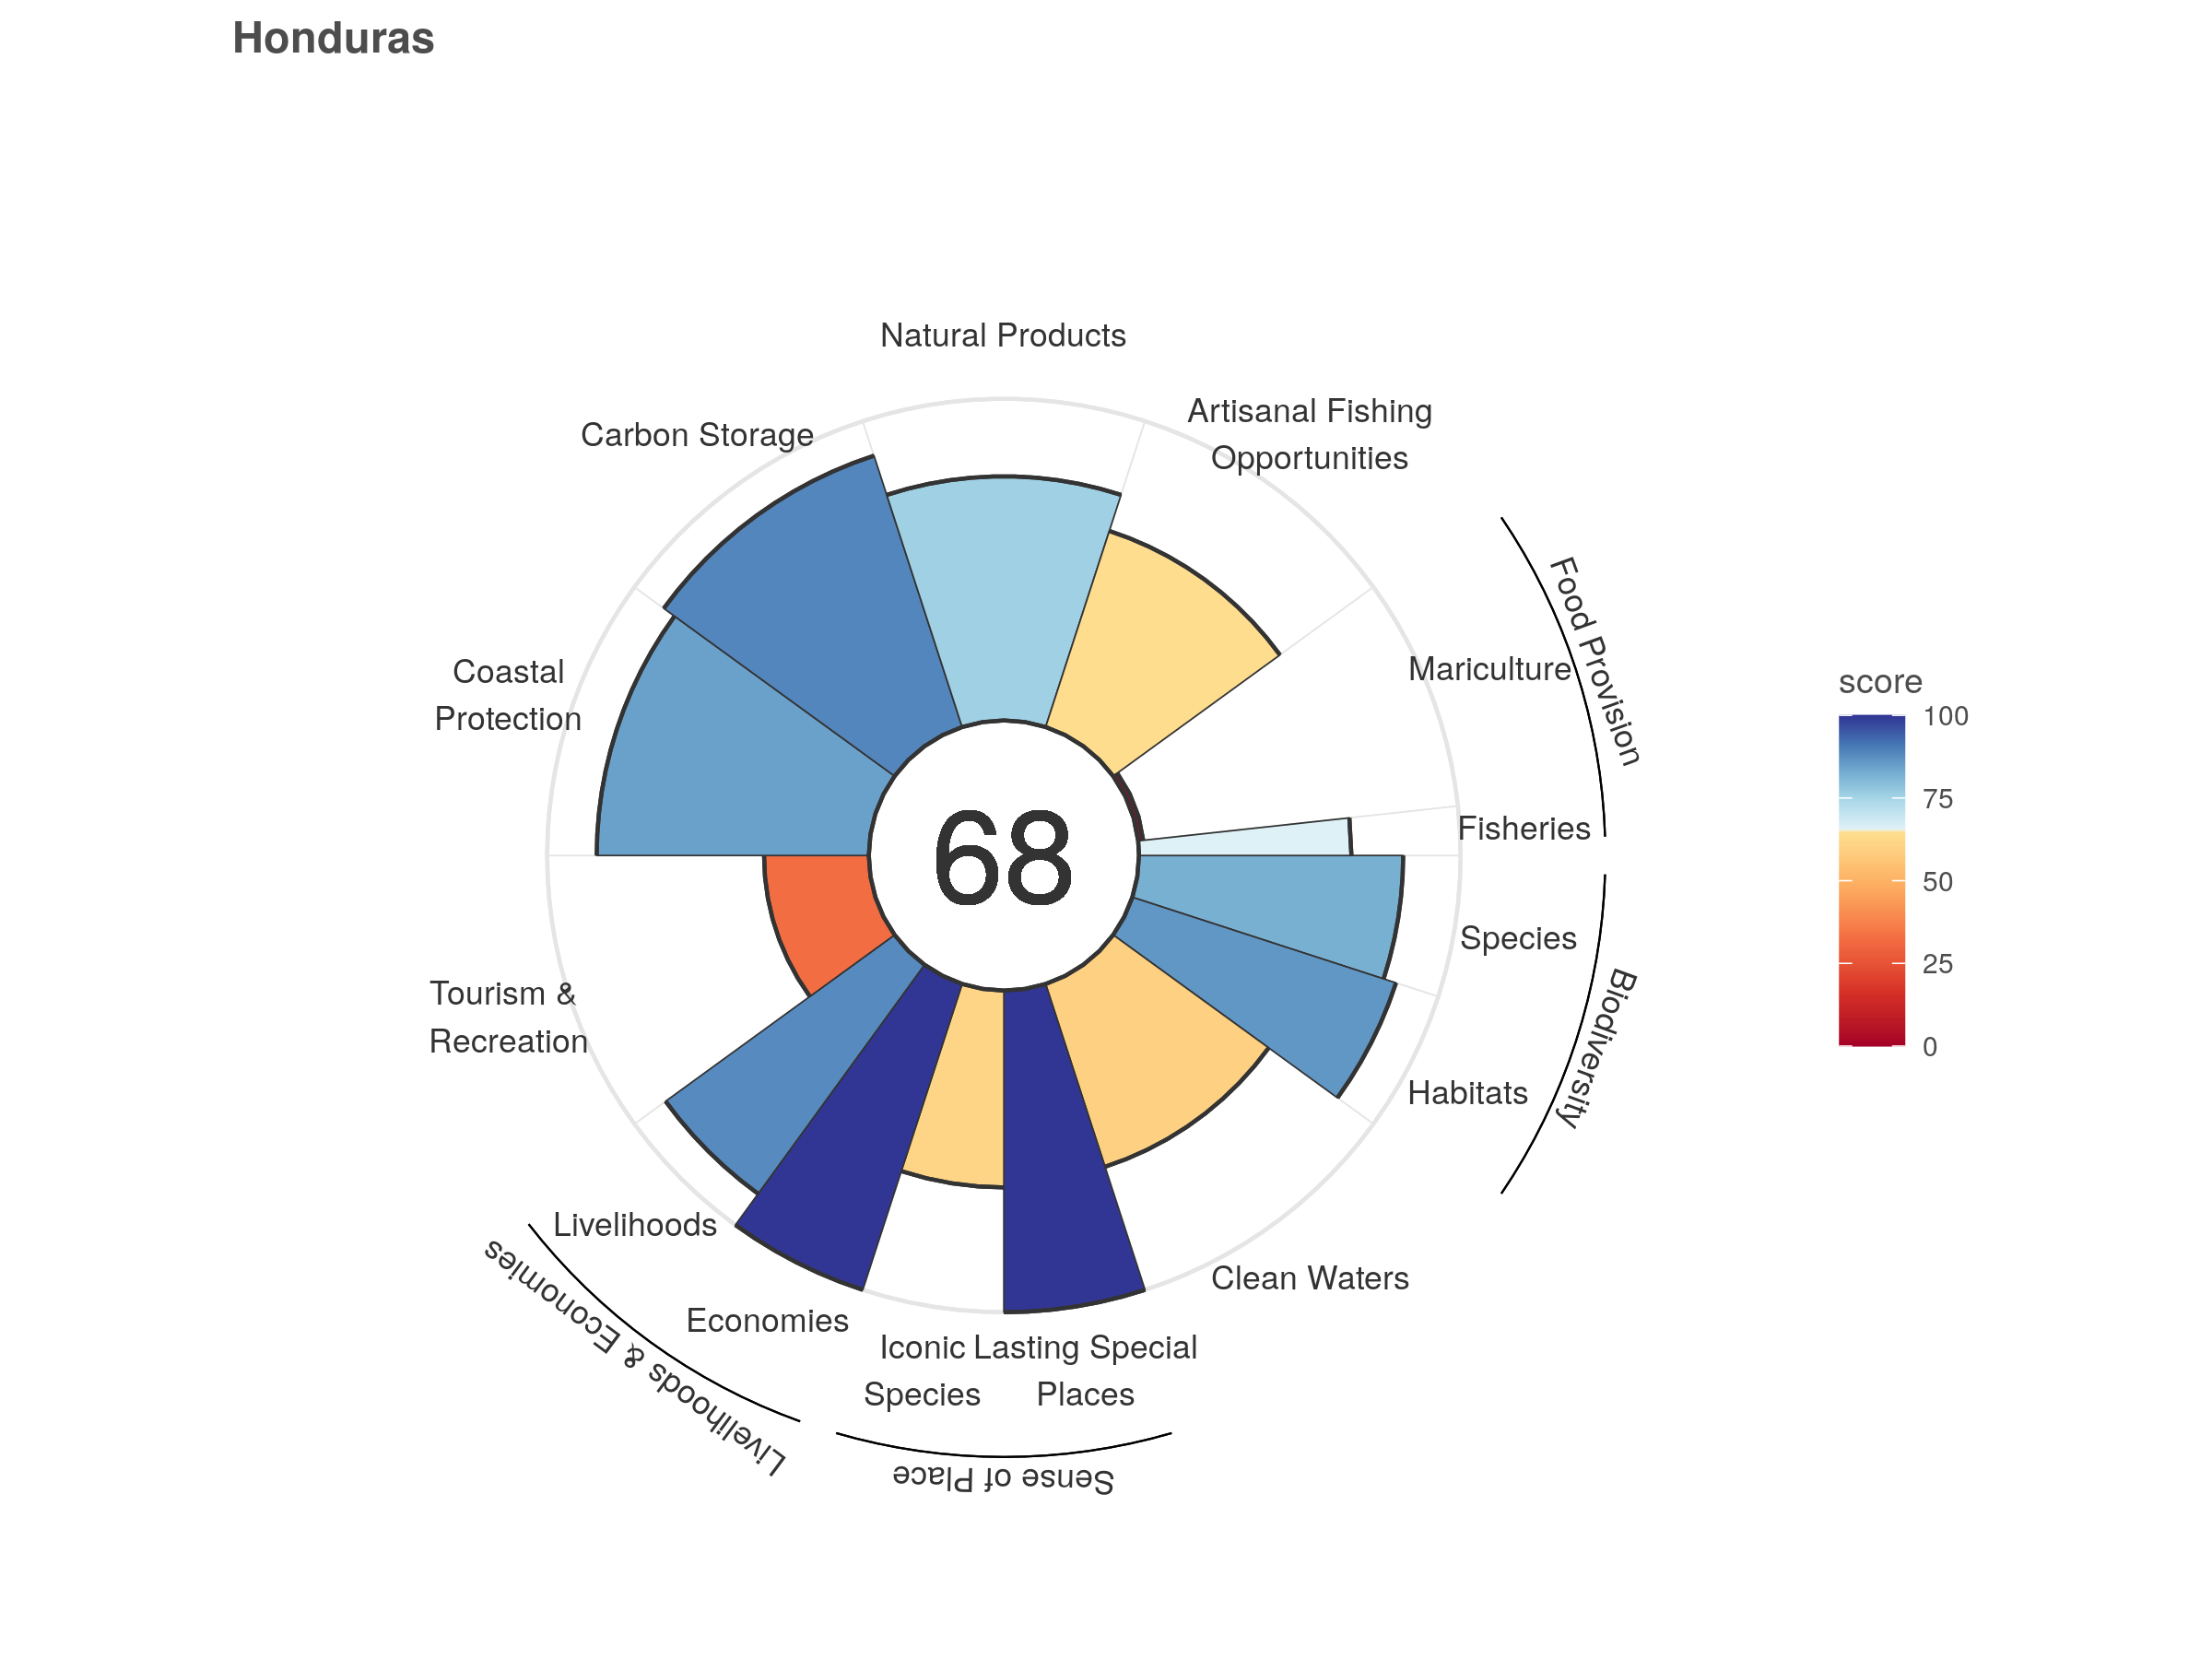 Honduras
Natural Products
Artisanal Fishing
Opportunities
Carbon Storage
Food Provision
Mariculture
Coastal
Protection
Fisheries
68
Species
Biodiversity
Habitats
Tourism &
Recreation
Livelihoods
Livelihoods & Economies
Economies
Clean Waters
Iconic
Species
Lasting Special
Places
Sense of Place
score
100
75
50
25
0